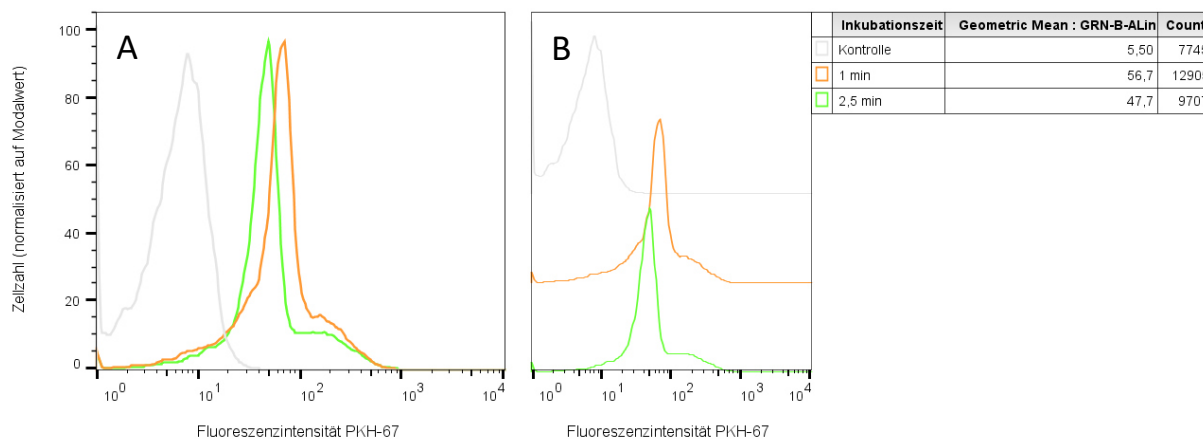 A
B
Zellzahl (normalisiert auf Modalwert)
100
80
60
40
20
0
10^0 10^1 10^2 10^3 10^4
Fluoreszenzintensität PKH-67
10^0 10^1 10^2 10^3 10^4
Fluoreszenzintensität PKH-67
Inkubationszeit Geometric Mean : GRN-B-ALin Count
Kontrolle 5,50
1 min 56,7
2,5 min 47,7